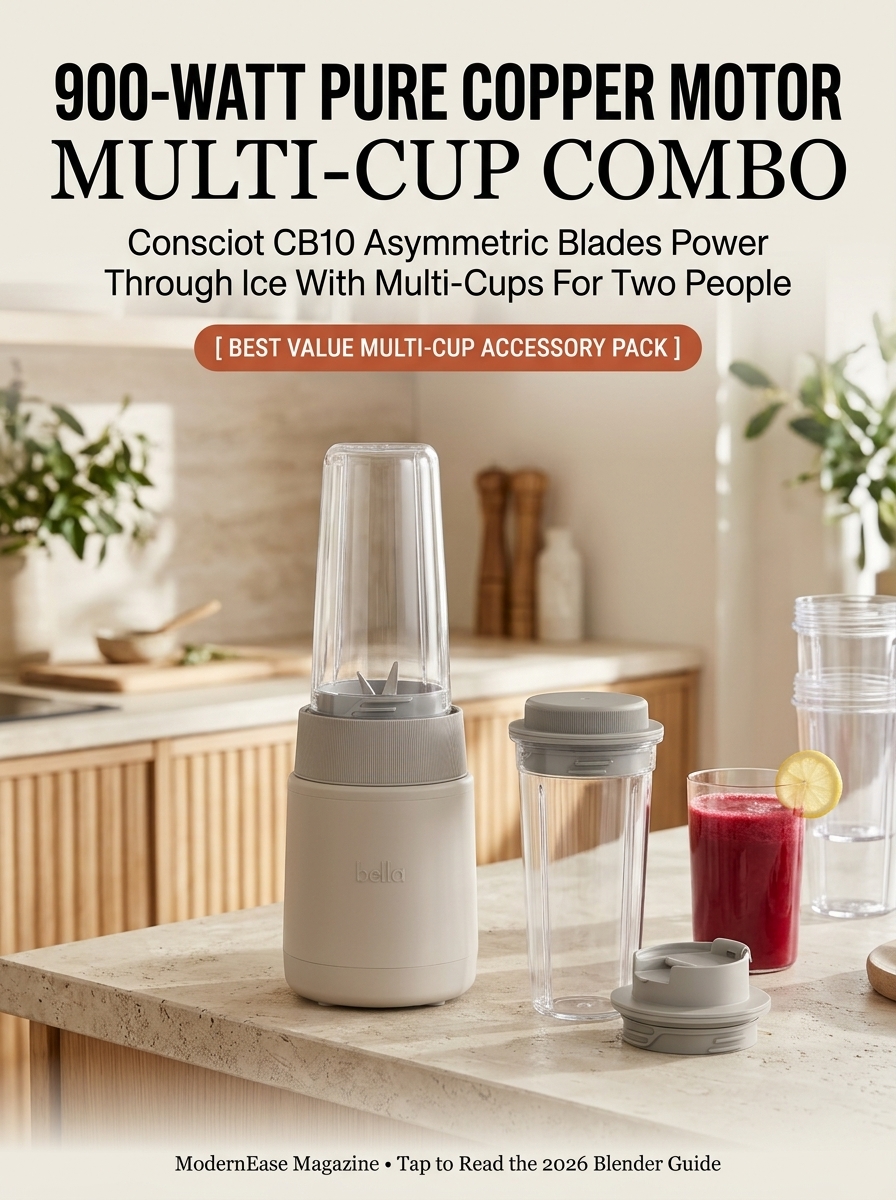 900-WATT PURE COPPER MOTOR
MULTI-CUP COMBO
Consciot CB10 Asymmetric Blades Power
Through Ice With Multi-Cups For Two People
[ BEST VALUE MULTI-CUP ACCESSORY PACK ]
bella
ModernEase Magazine • Tap to Read the 2026 Blender Guide